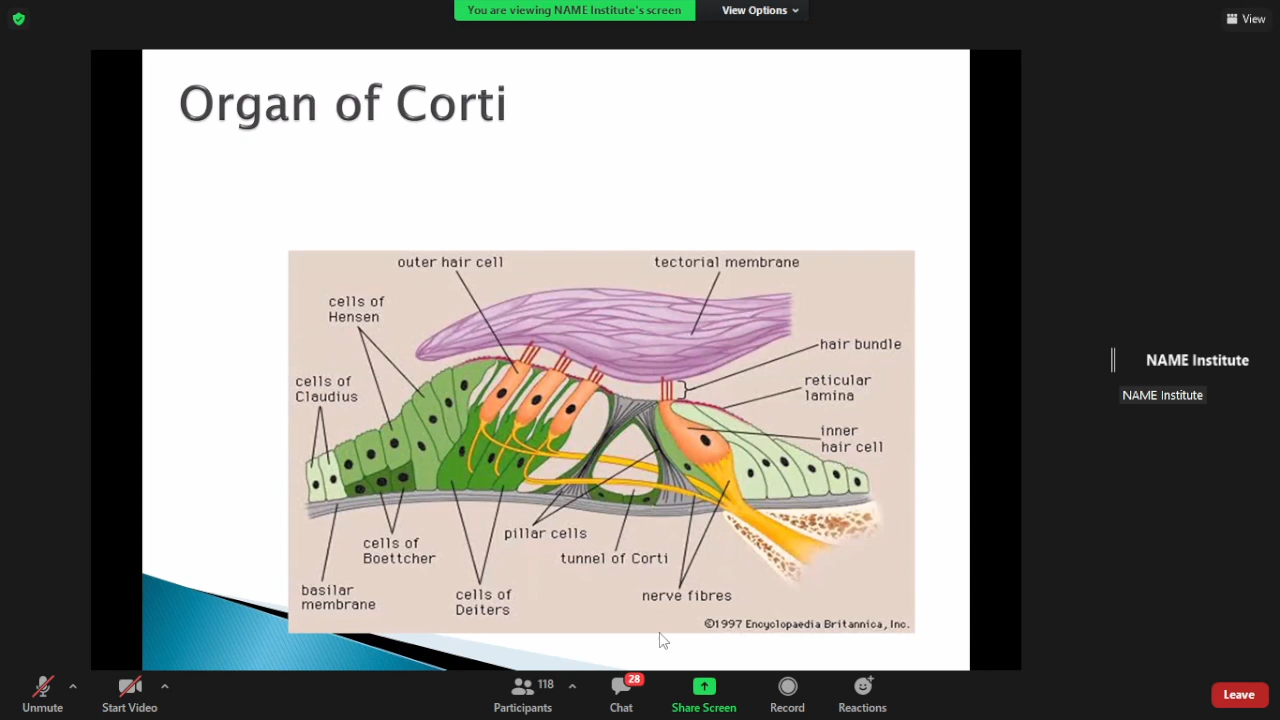 You are viewing NAME Institute's screen
View Options
View
Organ of Corti
outer hair cell
tectorial membrane
cells of
Hensen
hair bundle
cells of
Claudius
reticular
lamina
inner
hair cell
pillar cells
cells of
Boettcher
tunnel of Corti
basilar
membrane
cells of
Deiters
nerve fibres
©1997 Encyclopaedia Britannica, Inc.
NAME Institute
NAME Institute
Unmute
Start Video
118
Participants
28
Chat
Share Screen
Record
Reactions
Leave